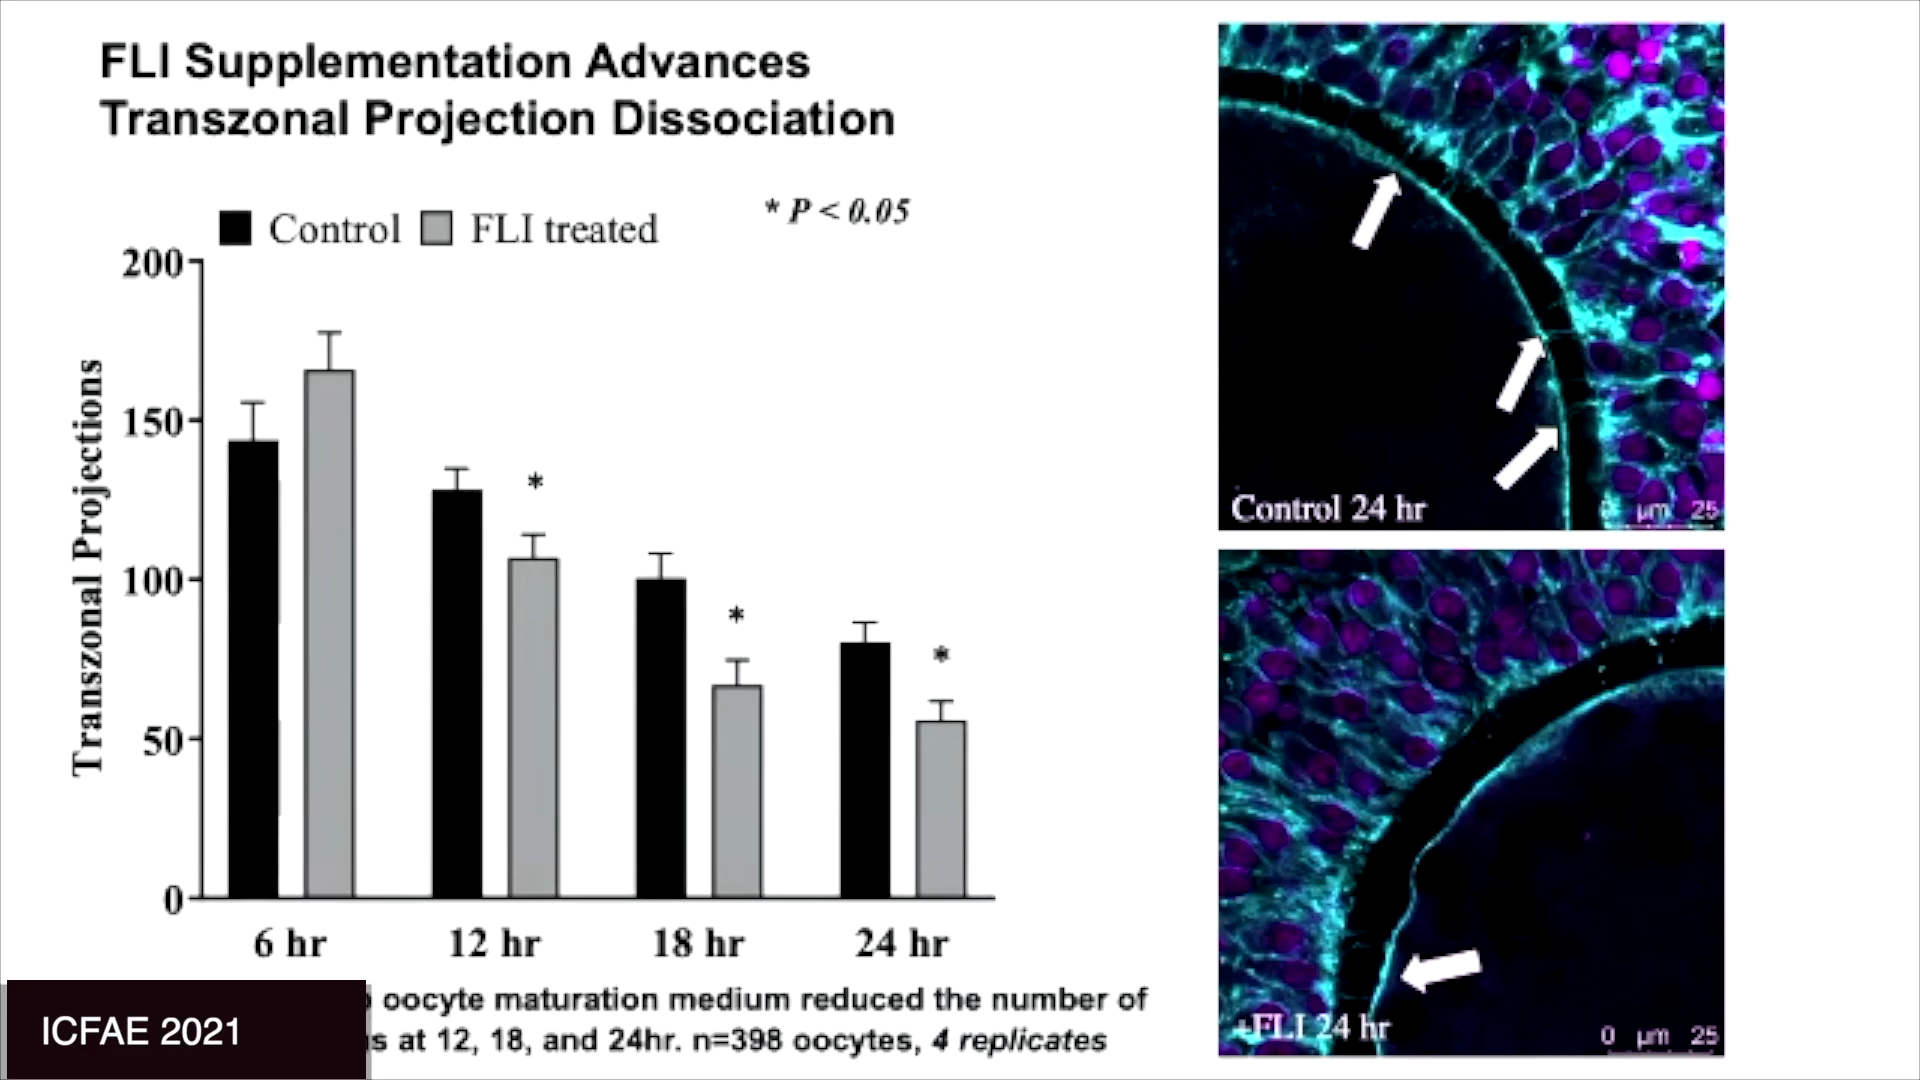 FLI Supplementation Advances
Transzonal Projection Dissociation
Control FLI treated
* P < 0.05
200
150
100
50
0
Transzonal Projections
*
*
*
6 hr 12 hr 18 hr 24 hr
oocyte maturation medium reduced the number of
at 12, 18, and 24hr. n=398 oocytes, 4 replicates
ICFAE 2021
Control 24 hr
0 µm 25
+FLI 24 hr
0 µm 25